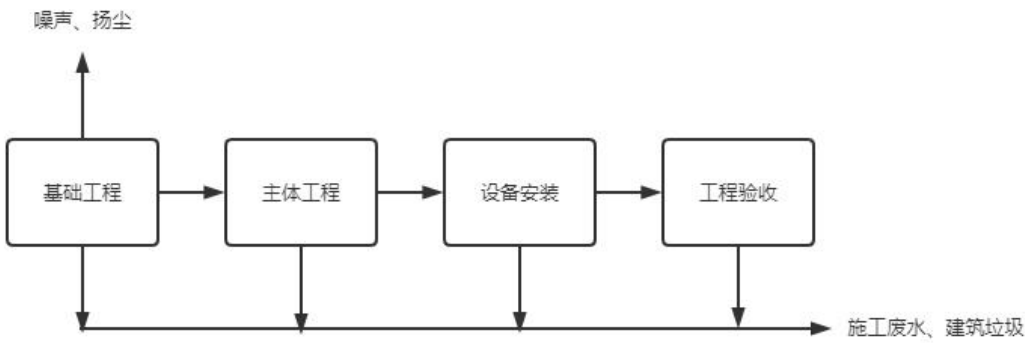 噪声、扬尘
基础工程
主体工程
设备安装
工程验收
施工废水、建筑垃圾